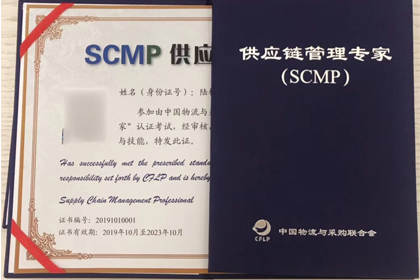 SCMP 供应
姓名（身份证号）：陆
参加由中国物流与
家”认证考试，经审核，
与技能，特发此证。
Has successfully met the prescribed standa
responsibility set forth by CFLP and is hereby
Supply Chain Management Professional
证书编号：20191010001
证书有效期：2019年10月至2023年10月
供应链管理专家
(SCMP)
CFLP
中国物流与采购联合会